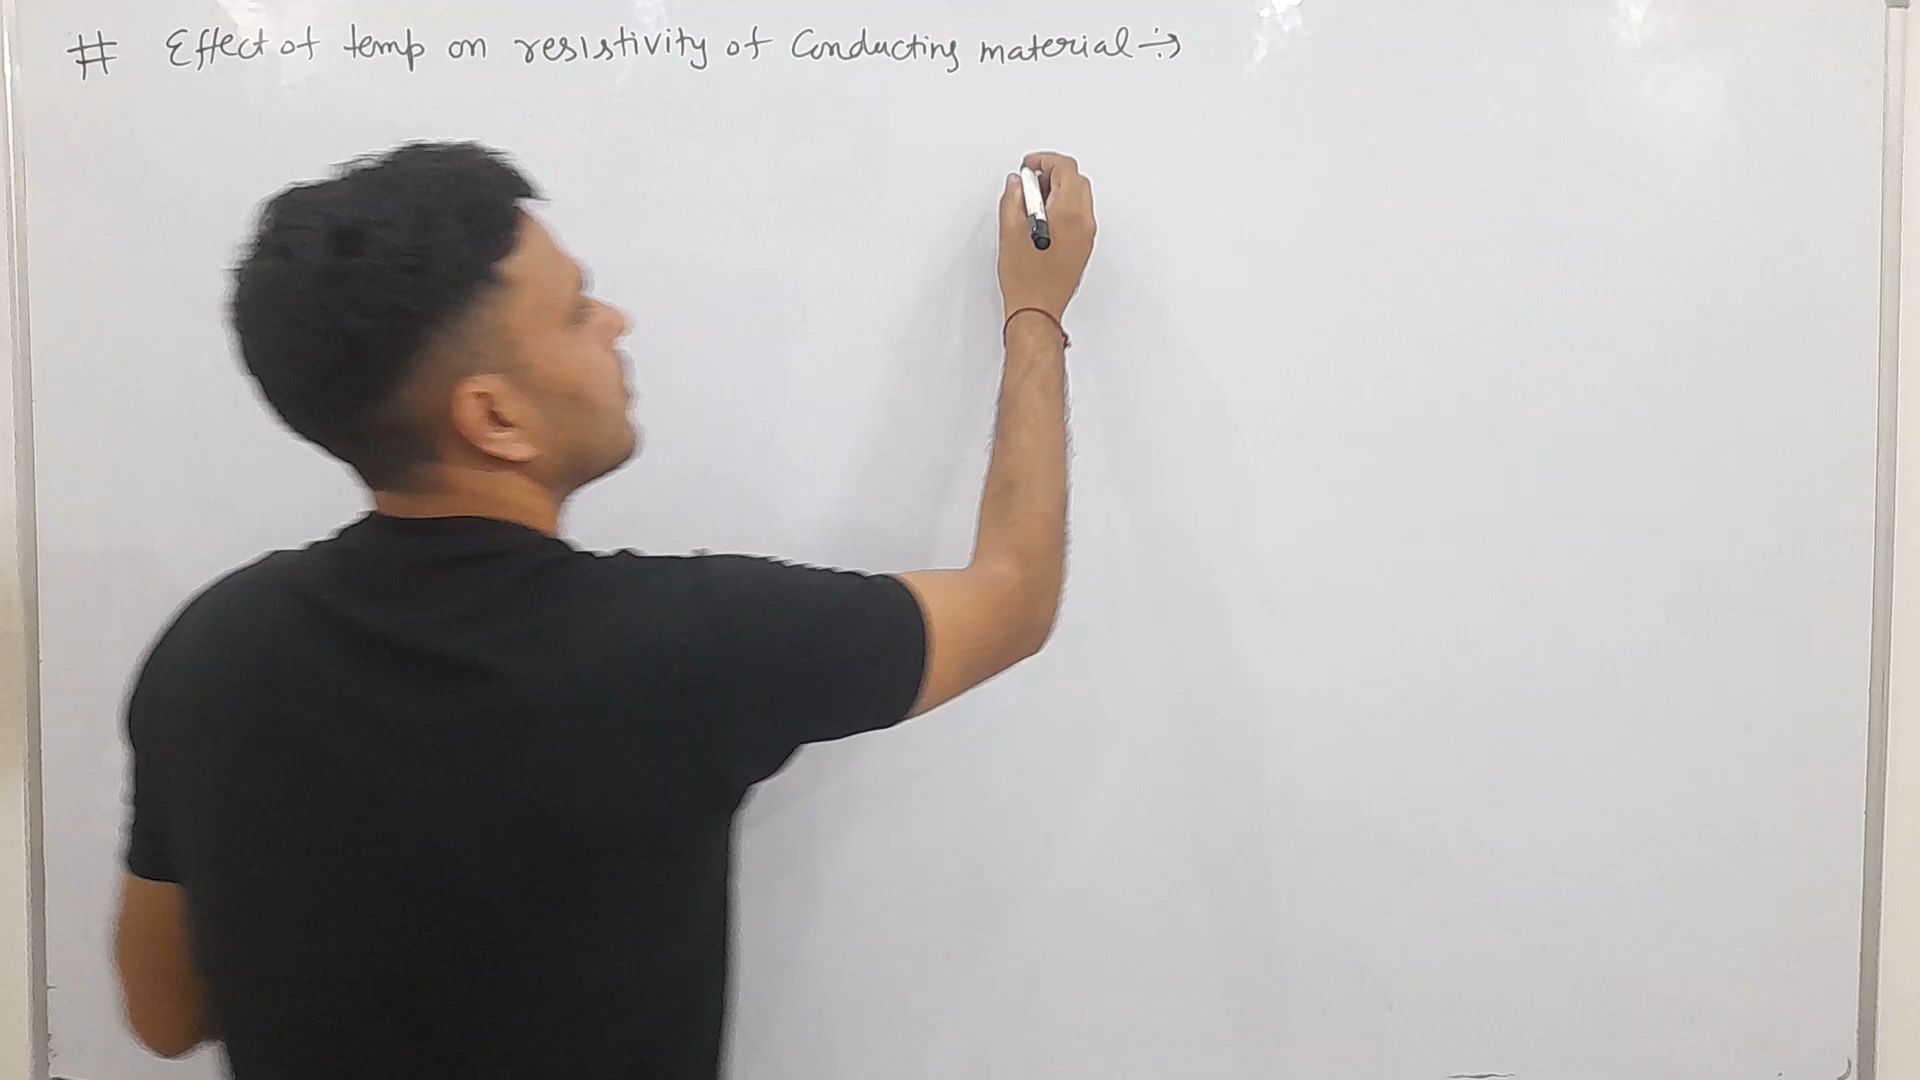 # Effect of temp on resistivity of Conducting material ÷→